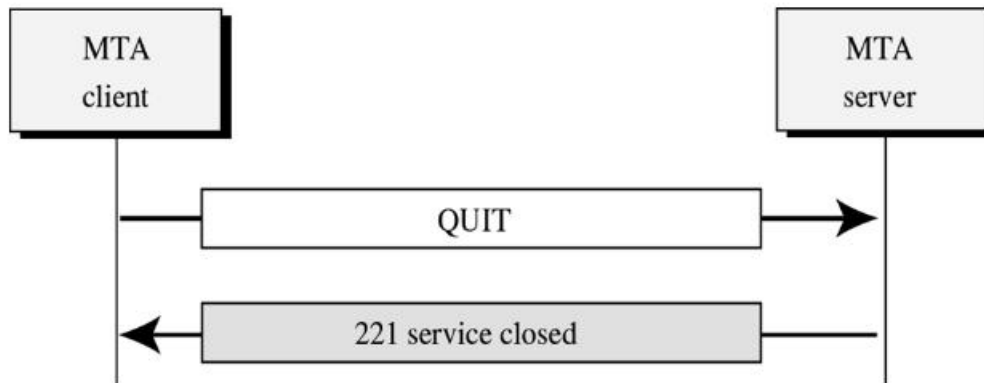 MTA
client
MTA
server
QUIT
221 service closed